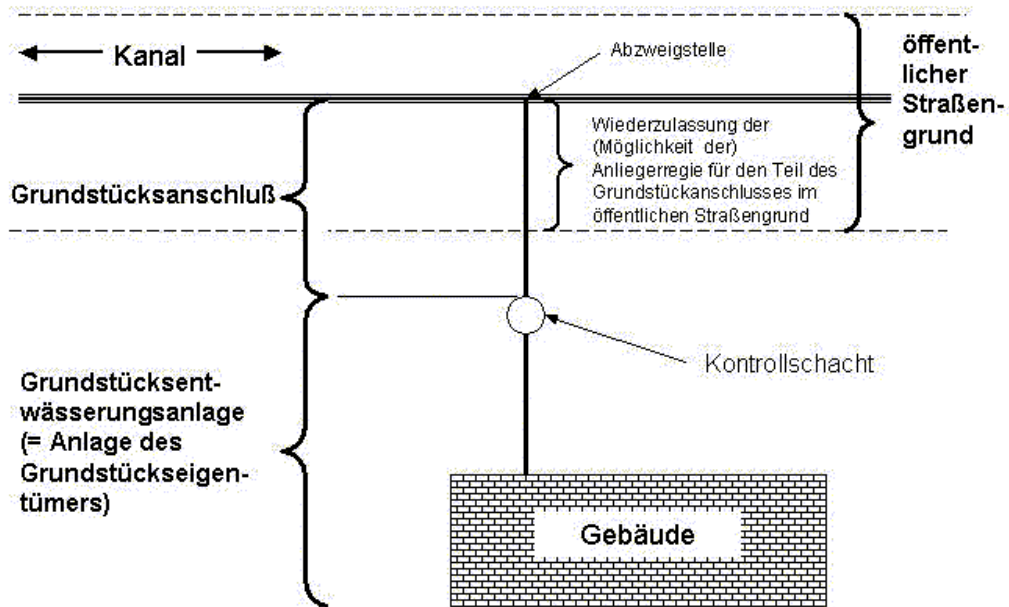 Kanal
Abzweigstelle
öffent-
licher
Straßen-
grund
Wiederzulassung der
(Möglichkeit der)
Anliegerregie für den Teil des
Grundstückanschlusses im
öffentlichen Straßengrund
Grundstücksanschluß
Kontrollschacht
Grundstücksent-
wässerungsanlage
(= Anlage des
Grundstückseigen-
tümers)
Gebäude